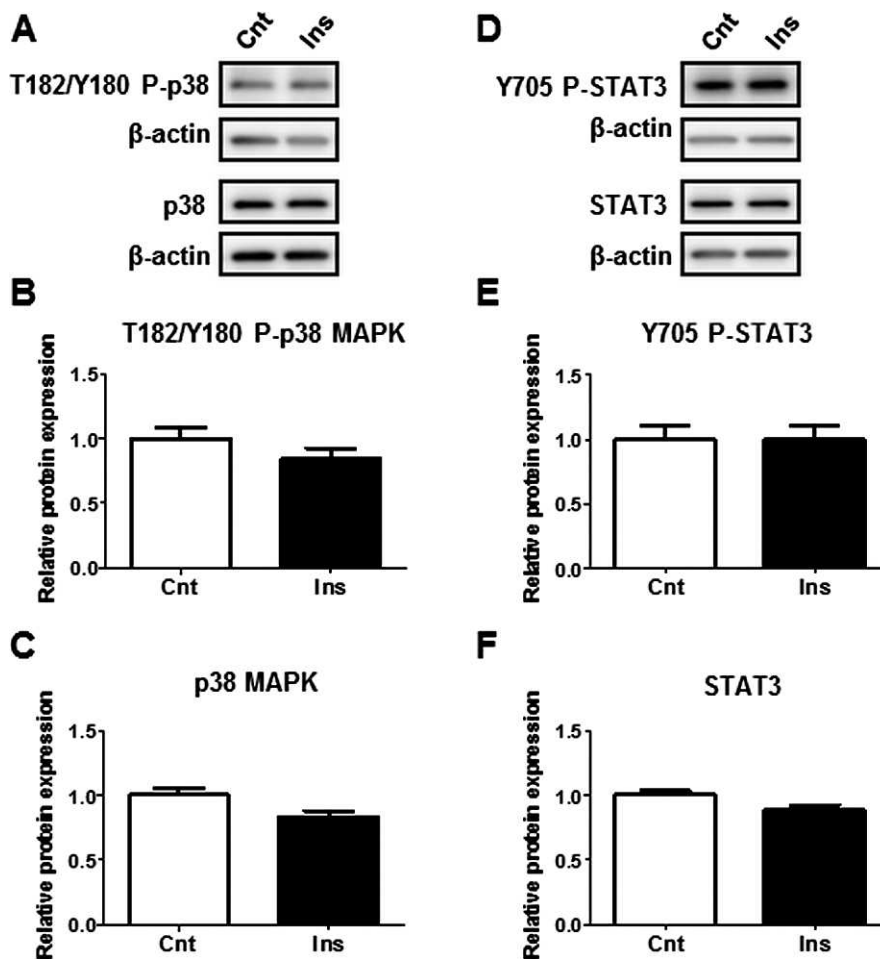 A
Cnt Ins
T182/Y180 P-p38
β-actin
p38
β-actin
B
T182/Y180 P-p38 MAPK
Relative protein expression
1.5
1.0
0.5
0.0
Cnt Ins
C
p38 MAPK
Relative protein expression
1.5
1.0
0.5
0.0
Cnt Ins
D
Cnt Ins
Y705 P-STAT3
β-actin
STAT3
β-actin
E
Y705 P-STAT3
Relative protein expression
1.5
1.0
0.5
0.0
Cnt Ins
F
STAT3
Relative protein expression
1.5
1.0
0.5
0.0
Cnt Ins